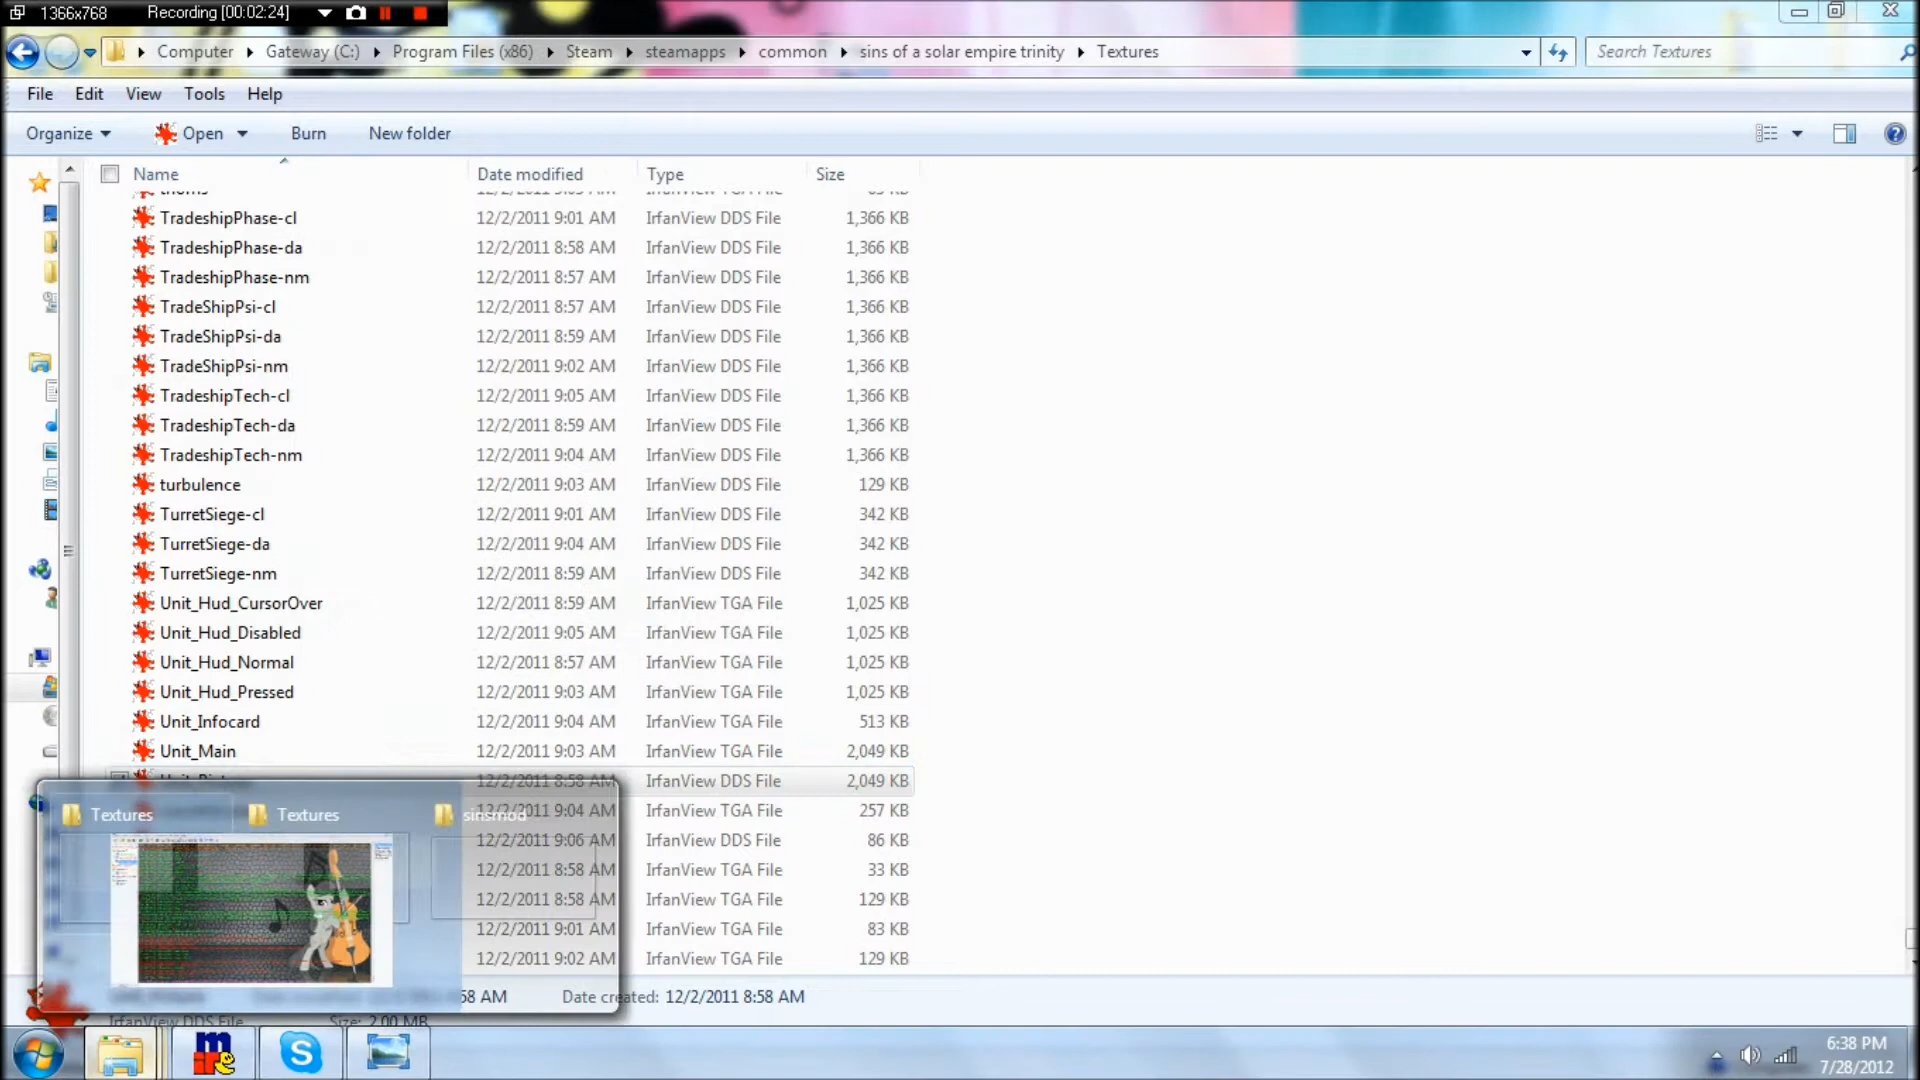 1366x768 Recording [00:02:24]
Computer Gateway (C:) Program Files (x86) Steam steamapps common sins of a solar empire trinity Textures Search Textures
File Edit View Tools Help
Organize Open Burn New folder
Name Date modified Type Size
TradeshipPhase-cl 12/2/2011 9:01 AM IrfanView DDS File 1,366 KB
TradeshipPhase-da 12/2/2011 8:58 AM IrfanView DDS File 1,366 KB
TradeshipPhase-nm 12/2/2011 8:57 AM IrfanView DDS File 1,366 KB
TradeShipPsi-cl 12/2/2011 8:57 AM IrfanView DDS File 1,366 KB
TradeShipPsi-da 12/2/2011 8:59 AM IrfanView DDS File 1,366 KB
TradeShipPsi-nm 12/2/2011 9:02 AM IrfanView DDS File 1,366 KB
TradeshipTech-cl 12/2/2011 9:05 AM IrfanView DDS File 1,366 KB
TradeshipTech-da 12/2/2011 8:59 AM IrfanView DDS File 1,366 KB
TradeshipTech-nm 12/2/2011 9:04 AM IrfanView DDS File 1,366 KB
turbulence 12/2/2011 9:03 AM IrfanView DDS File 129 KB
TurretSiege-cl 12/2/2011 9:01 AM IrfanView DDS File 342 KB
TurretSiege-da 12/2/2011 9:04 AM IrfanView DDS File 342 KB
TurretSiege-nm 12/2/2011 8:59 AM IrfanView DDS File 342 KB
Unit_Hud_CursorOver 12/2/2011 8:59 AM IrfanView TGA File 1,025 KB
Unit_Hud_Disabled 12/2/2011 9:05 AM IrfanView TGA File 1,025 KB
Unit_Hud_Normal 12/2/2011 8:57 AM IrfanView TGA File 1,025 KB
Unit_Hud_Pressed 12/2/2011 9:03 AM IrfanView TGA File 1,025 KB
Unit_Infocard 12/2/2011 9:04 AM IrfanView TGA File 513 KB
Unit_Main 12/2/2011 9:03 AM IrfanView TGA File 2,049 KB
12/2/2011 8:58 AM IrfanView DDS File 2,049 KB
Textures Textures sinsmod
12/2/2011 9:04 AM IrfanView TGA File 257 KB
12/2/2011 9:06 AM IrfanView DDS File 86 KB
12/2/2011 8:58 AM IrfanView TGA File 33 KB
12/2/2011 8:58 AM IrfanView TGA File 129 KB
12/2/2011 9:01 AM IrfanView TGA File 83 KB
12/2/2011 9:02 AM IrfanView TGA File 129 KB
58 AM Date created: 12/2/2011 8:58 AM
IrfanView DDS File Size: 2.00 MB
6:38 PM
7/28/2012